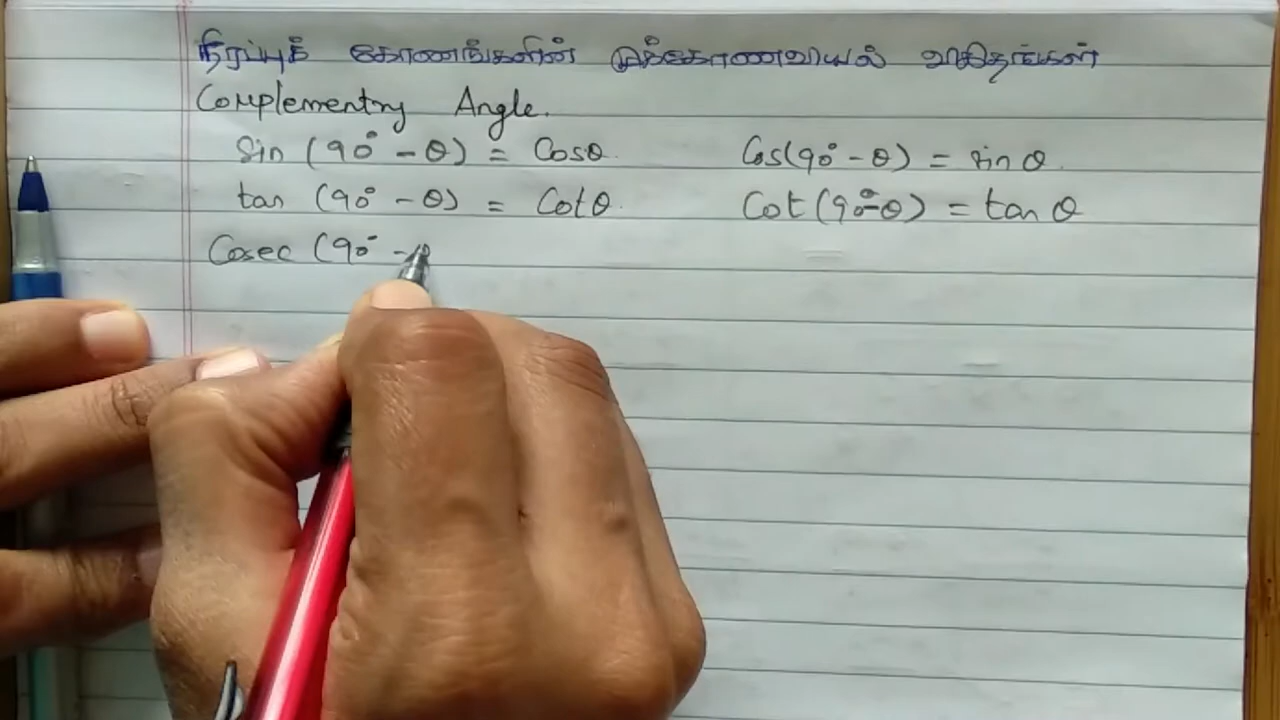 நிரப்புக் கோணங்களின் முக்கோணவியல் விகிதங்கள்
Complementry Angle.
Sin (90° - θ) = Cosθ. Cos(90° - θ) = sin θ.
tan (90° - θ) = Cotθ. Cot (90°-θ) = tan θ
Cosec (90° - θ